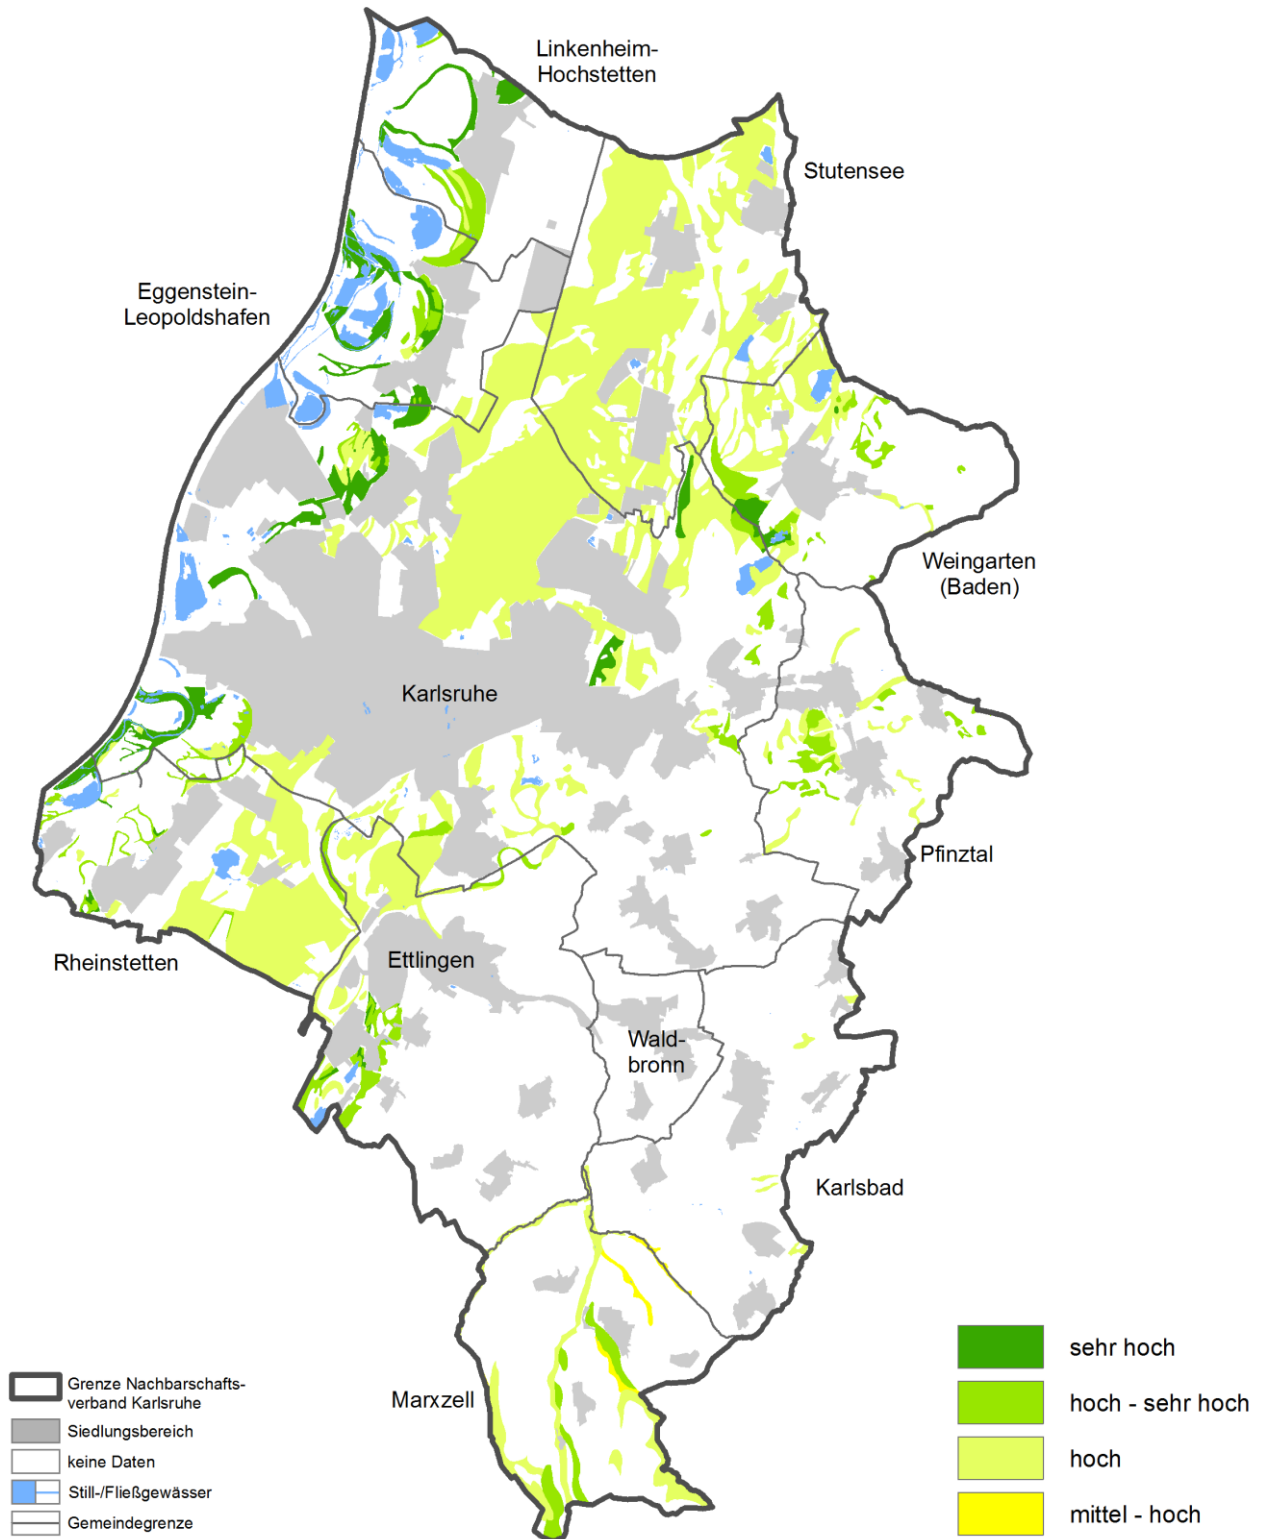 Linkenheim-
Hochstetten
Stutensee
Eggenstein-
Leopoldshafen
Weingarten
(Baden)
Karlsruhe
Pfinztal
Rheinstetten
Ettlingen
Wald-
bronn
Karlsbad
Marxzell
Grenze Nachbarschafts-
verband Karlsruhe
Siedlungsbereich
keine Daten
Still-/Fließgewässer
Gemeindegrenze
sehr hoch
hoch - sehr hoch
hoch
mittel - hoch